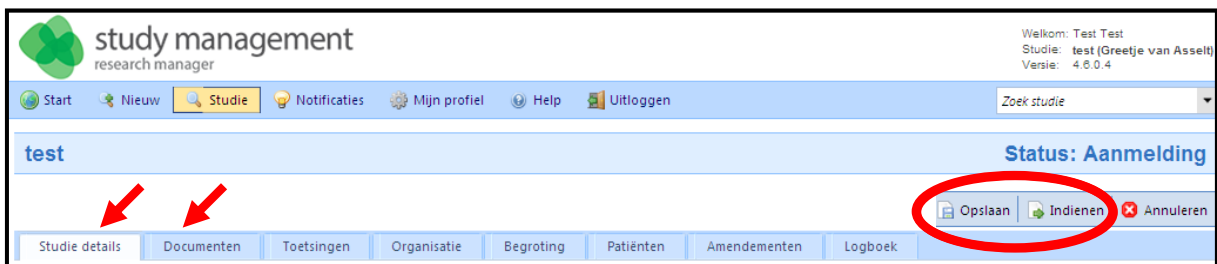 study management
research manager
Welkom: Test Test
Studie: test (Greetje van Asselt)
Versie: 4.6.0.4
Start Nieuw Studie Notificaties Mijn profiel Help Uitloggen Zoek studie
test Status: Aanmelding
Opslaan Indienen Annuleren
Studie details Documenten Toetsingen Organisatie Begroting Patiënten Amendementen Logboek